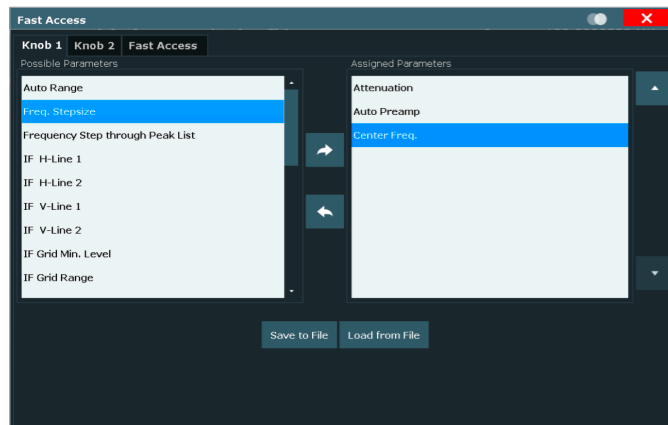 Fast Access
Knob 1 Knob 2 Fast Access
Possible Parameters
Assigned Parameters
Auto Range
Freq. Stepsize
Frequency Step through Peak List
IF H-Line 1
IF H-Line 2
IF V-Line 1
IF V-Line 2
IF Grid Min. Level
IF Grid Range
Attenuation
Auto Preamp
Center Freq.
Save to File Load from File